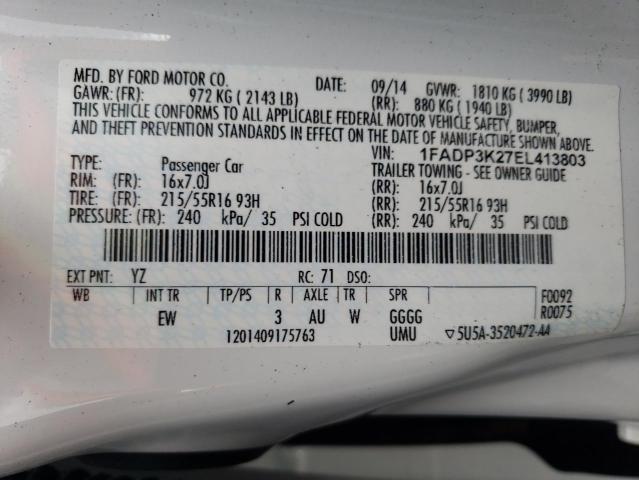 MFD. BY FORD MOTOR CO. DATE: 09/14 GVWR: 1810 KG ( 3990 LB)
GAWR: (FR): 972 KG ( 2143 LB) (RR): 880 KG ( 1940 LB)
THIS VEHICLE CONFORMS TO ALL APPLICABLE FEDERAL MOTOR VEHICLE SAFETY, BUMPER,
AND THEFT PREVENTION STANDARDS IN EFFECT ON THE DATE OF MANUFACTURE SHOWN ABOVE.
VIN: 1FADP3K27EL413803
TYPE: Passenger Car TRAILER TOWING - SEE OWNER GUIDE
RIM: (FR): 16x7.0J (RR): 16x7.0J
TIRE: (FR): 215/55R16 93H (RR): 215/55R16 93H
PRESSURE: (FR): 240 kPa/ 35 PSI COLD (RR): 240 kPa/ 35 PSI COLD
EXT PNT: YZ RC: 71 DSO:
WB INT TR TP/PS R AXLE TR SPR F0092
EW 3 AU W GGGG R0075
1201409175763 UMU ▽5U5A-3520472-AA